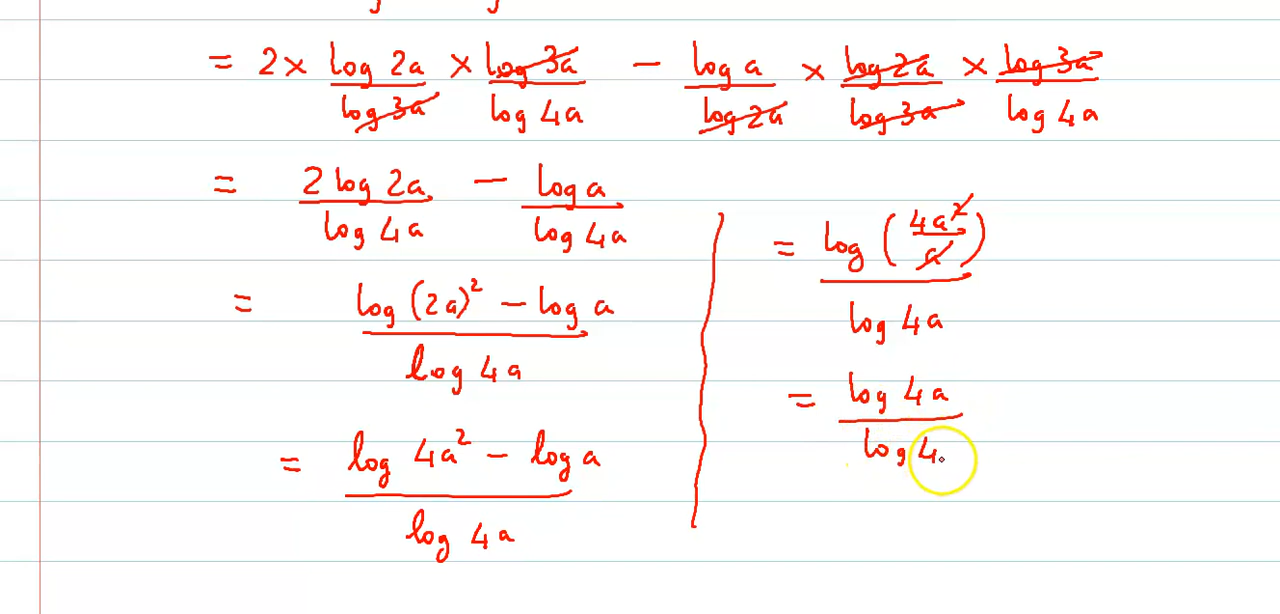 = 2 × log 2a / log 3a × log 3a / log 4a − log a / log 2a × log 2a / log 3a × log 3a / log 4a
= 2 log 2a / log 4a − log a / log 4a
= log (2a)² − log a / log 4a
= log 4a² − log a / log 4a
= log (4a² / a) / log 4a
= log 4a / log 4